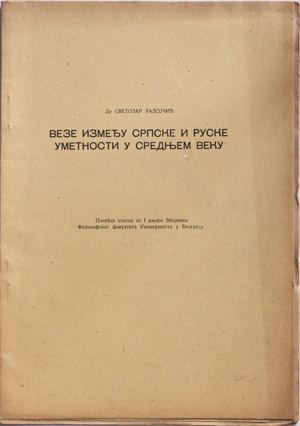 Др СВЕТОЗАР РАДОЈЧИЋ
ВЕЗЕ ИЗМЕЂУ СРПСКЕ И РУСКЕ
УМЕТНОСТИ У СРЕДЊЕМ ВЕКУ
Посебан отисак из I књиге Зборника
Филозофског факултета Универзитета у Београду